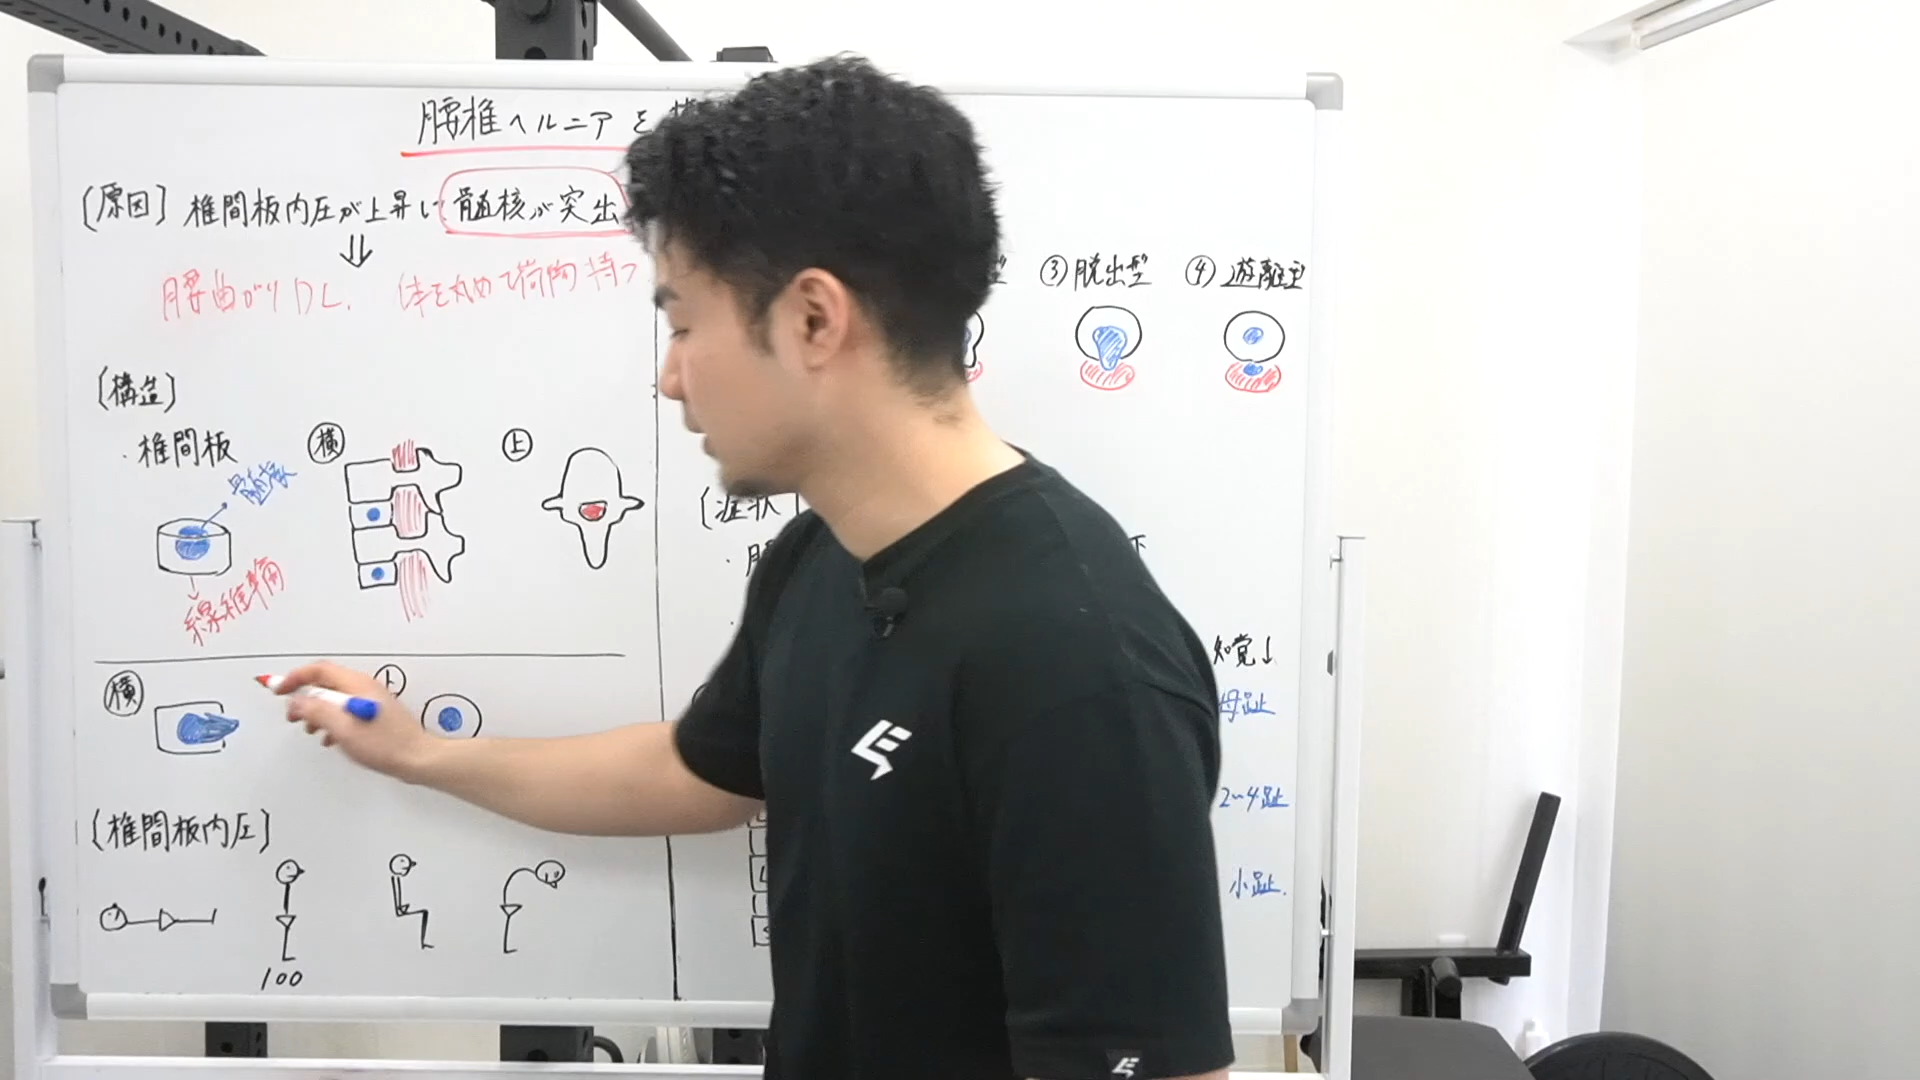 腰椎ヘルニアを
〔原因〕椎間板内圧が上昇し髄核が突出
⇓
腰曲がりDL. 体を丸めて荷物持つ
〔構造〕
・椎間板
髄核
線維輪
横
上
横
上
〔椎間板内圧〕
100
型
③脱出型
④遊離型
〔症状
下
知覚↓
母趾
2〜4趾
小趾.